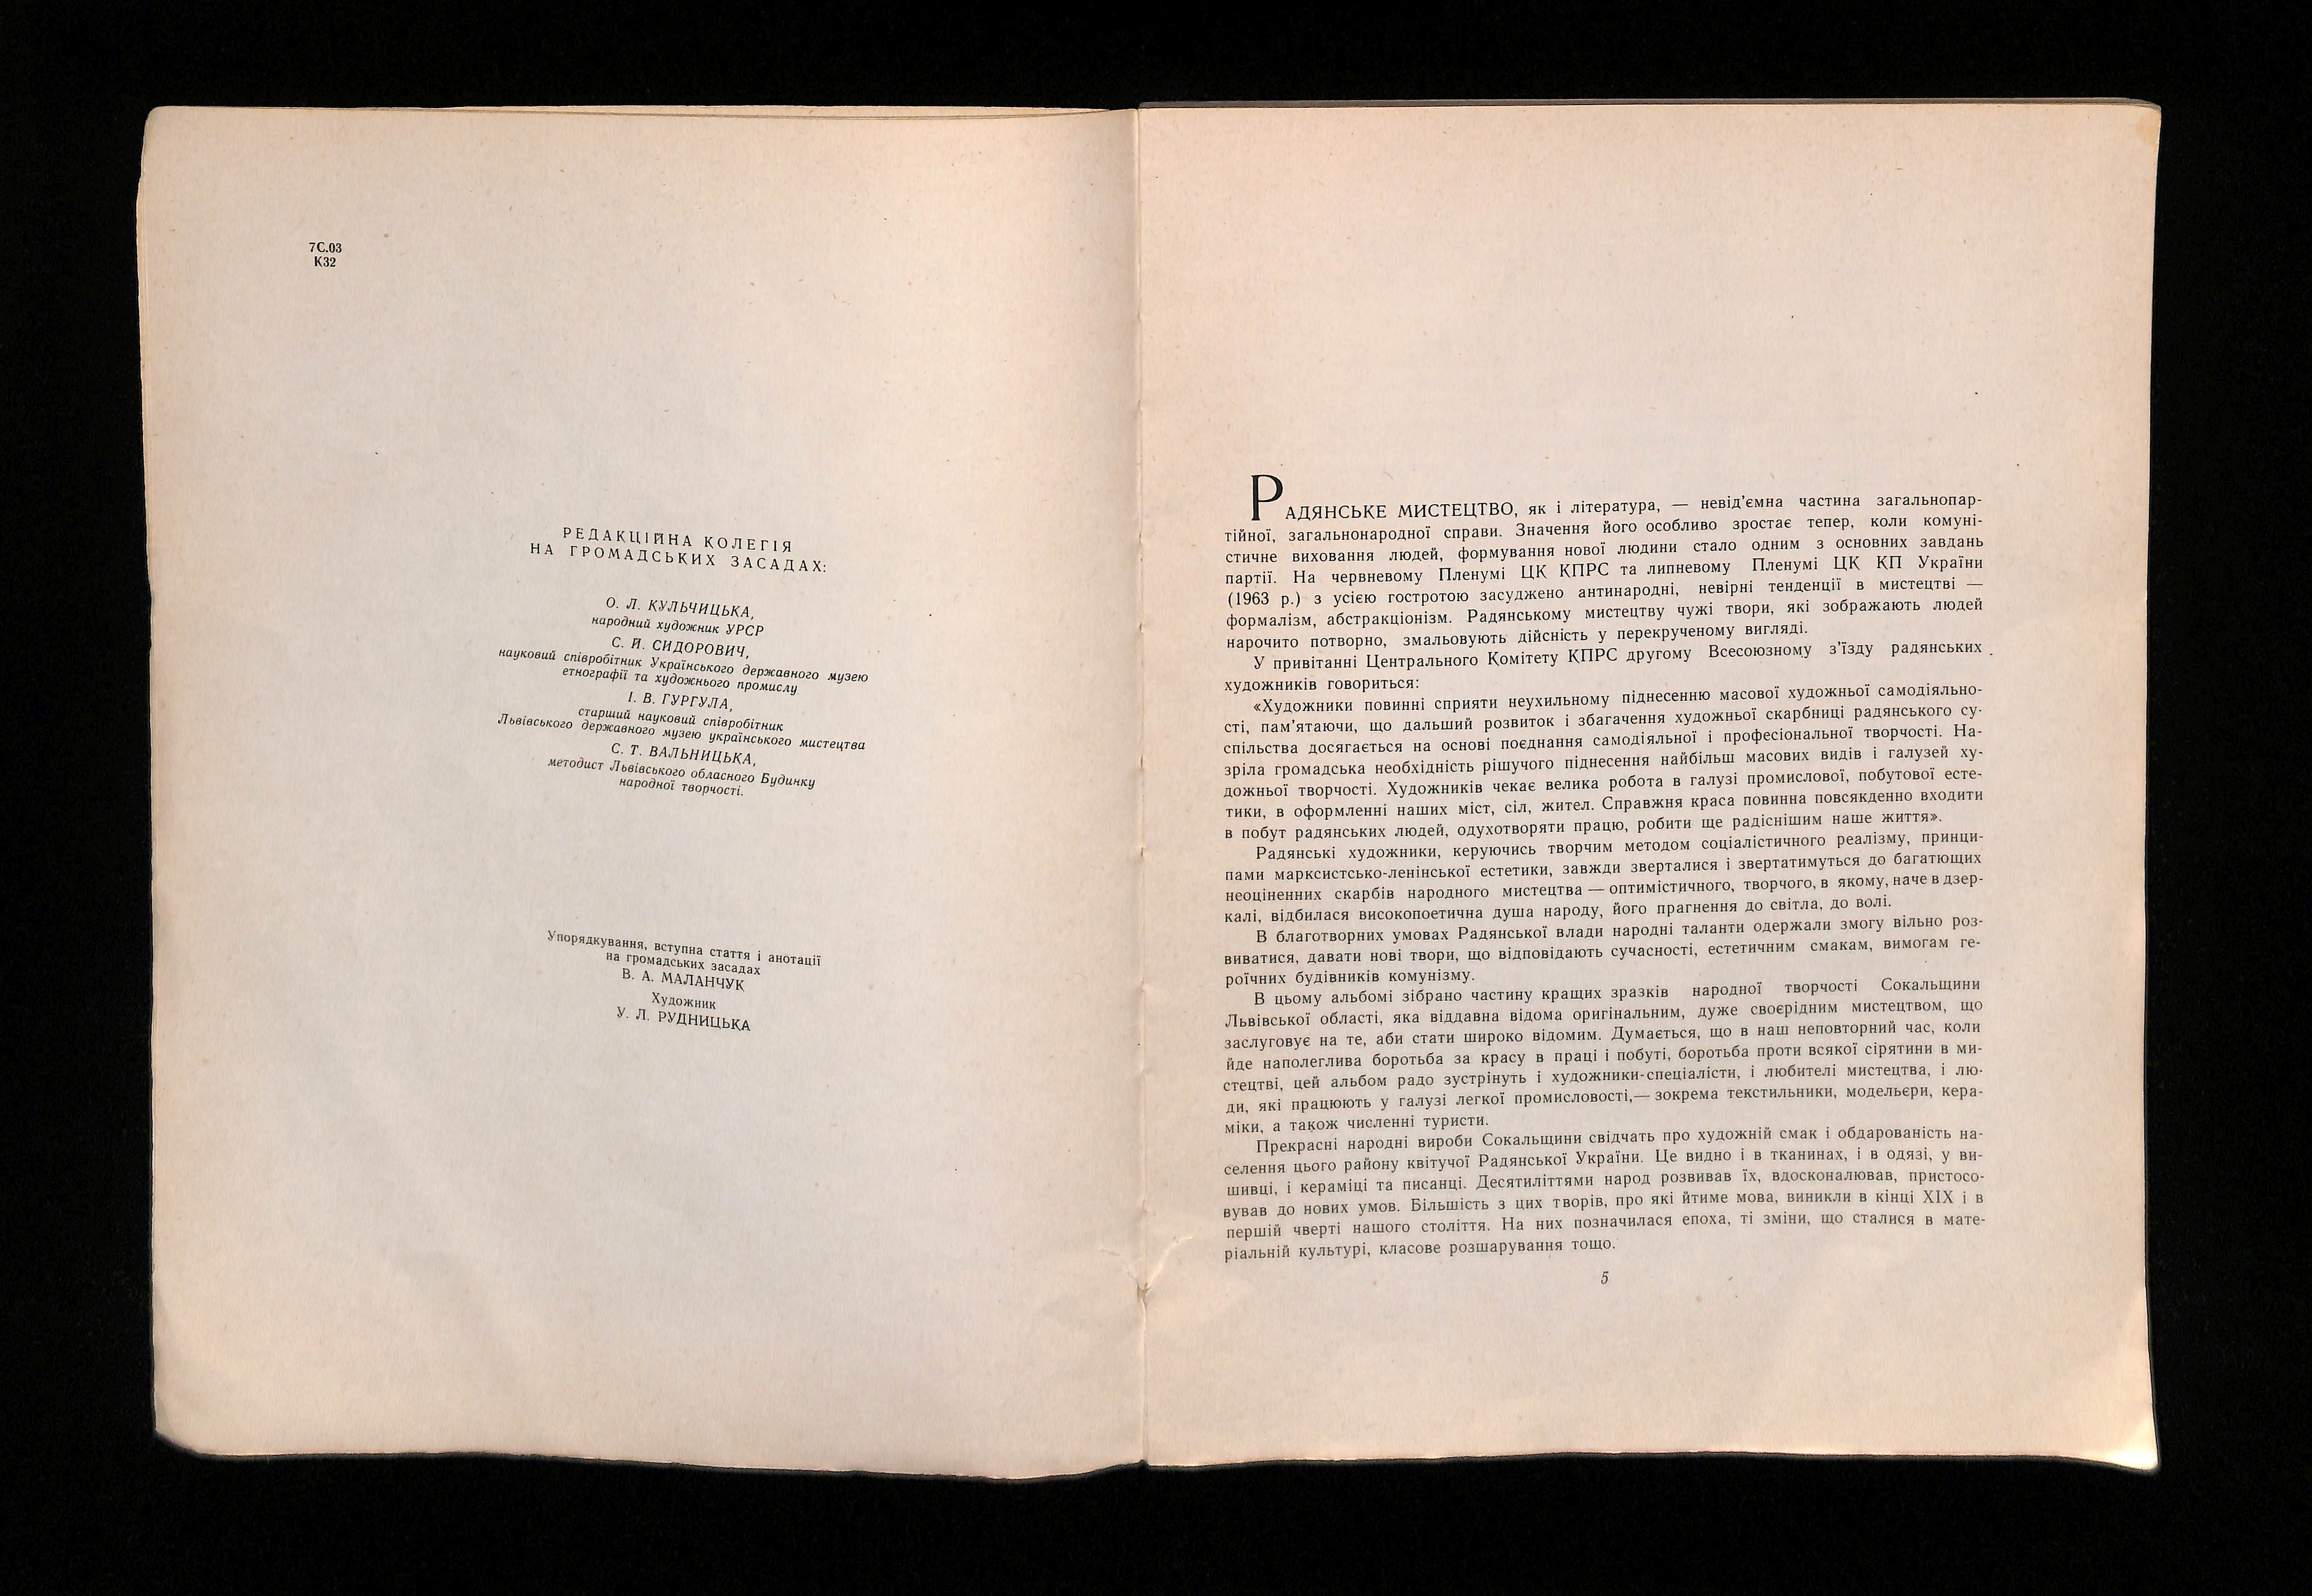 7С.03
К32
РЕДАКЦІЙНА КОЛЕГІЯ
НА ГРОМАДСЬКИХ ЗАСАДАХ:
О. Л. КУЛЬЧИЦЬКА,
народний художник УРСР
С. Й. СИДОРОВИЧ,
науковий співробітник Українського державного музею
етнографії та художнього промислу
І. В. ГУРГУЛА,
старший науковий співробітник
Львівського державного музею українського мистецтва
С. Т. ВАЛЬНИЦЬКА,
методист Львівського обласного Будинку
народної творчості.
Упорядкування, вступна стаття і анотації
на громадських засадах
В. А. МАЛАНЧУК
Художник
У. Л. РУДНИЦЬКА
РАДЯНСЬКЕ МИСТЕЦТВО, як і література, — невід’ємна частина загальнопар-
тійної, загальнонародної справи. Значення його особливо зростає тепер, коли комуні-
стичне виховання людей, формування нової людини стало одним з основних завдань
партії. На червневому Пленумі ЦК КПРС та липневому Пленумі ЦК КП України
(1963 р.) з усією гостротою засуджено антинародні, невірні тенденції в мистецтві —
формалізм, абстракціонізм. Радянському мистецтву чужі твори, які зображають людей
нарочито потворно, змальовують дійсність у перекрученому вигляді.
У привітанні Центрального Комітету КПРС другому Всесоюзному з’їзду радянських
художників говориться:
«Художники повинні сприяти неухильному піднесенню масової художньої самодіяльно-
сті, пам’ятаючи, що дальший розвиток і збагачення художньої скарбниці радянського су-
спільства досягається на основі поєднання самодіяльної і професіональної творчості. На-
зріла громадська необхідність рішучого піднесення найбільш масових видів і галузей ху-
дожньої творчості. Художників чекає велика робота в галузі промислової, побутової есте-
тики, в оформленні наших міст, сіл, жител. Справжня краса повинна повсякденно входити
в побут радянських людей, одухотворяти працю, робити ще радіснішим наше життя».
Радянські художники, керуючись творчим методом соціалістичного реалізму, принци-
пами марксистсько-ленінської естетики, завжди зверталися і звертатимуться до багатющих
неоціненних скарбів народного мистецтва — оптимістичного, творчого, в якому, наче в дзер-
калі, відбилася високопоетична душа народу, його прагнення до світла, до волі.
В благотворних умовах Радянської влади народні таланти одержали змогу вільно роз-
виватися, давати нові твори, що відповідають сучасності, естетичним смакам, вимогам ге-
роїчних будівників комунізму.
В цьому альбомі зібрано частину кращих зразків народної творчості Сокальщини
Львівської області, яка віддавна відома оригінальним, дуже своєрідним мистецтвом, що
заслуговує на те, аби стати широко відомим. Думається, що в наш неповторний час, коли
йде наполеглива боротьба за красу в праці і побуті, боротьба проти всякої сірятини в ми-
стецтві, цей альбом радо зустрінуть і художники-спеціалісти, і любителі мистецтва, і лю-
ди, які працюють у галузі легкої промисловості,— зокрема текстильники, модельєри, кера-
міки, а також численні туристи.
Прекрасні народні вироби Сокальщини свідчать про художній смак і обдарованість на-
селення цього району квітучої Радянської України. Це видно і в тканинах, і в одязі, у ви-
шивці, і кераміці та писанці. Десятиліттями народ розвивав їх, вдосконалював, пристосо-
вував до нових умов. Більшість з цих творів, про які йтиме мова, виникли в кінці XIX і в
першій чверті нашого століття. На них позначилася епоха, ті зміни, що сталися в мате-
ріальній культурі, класове розшарування тощо.
5